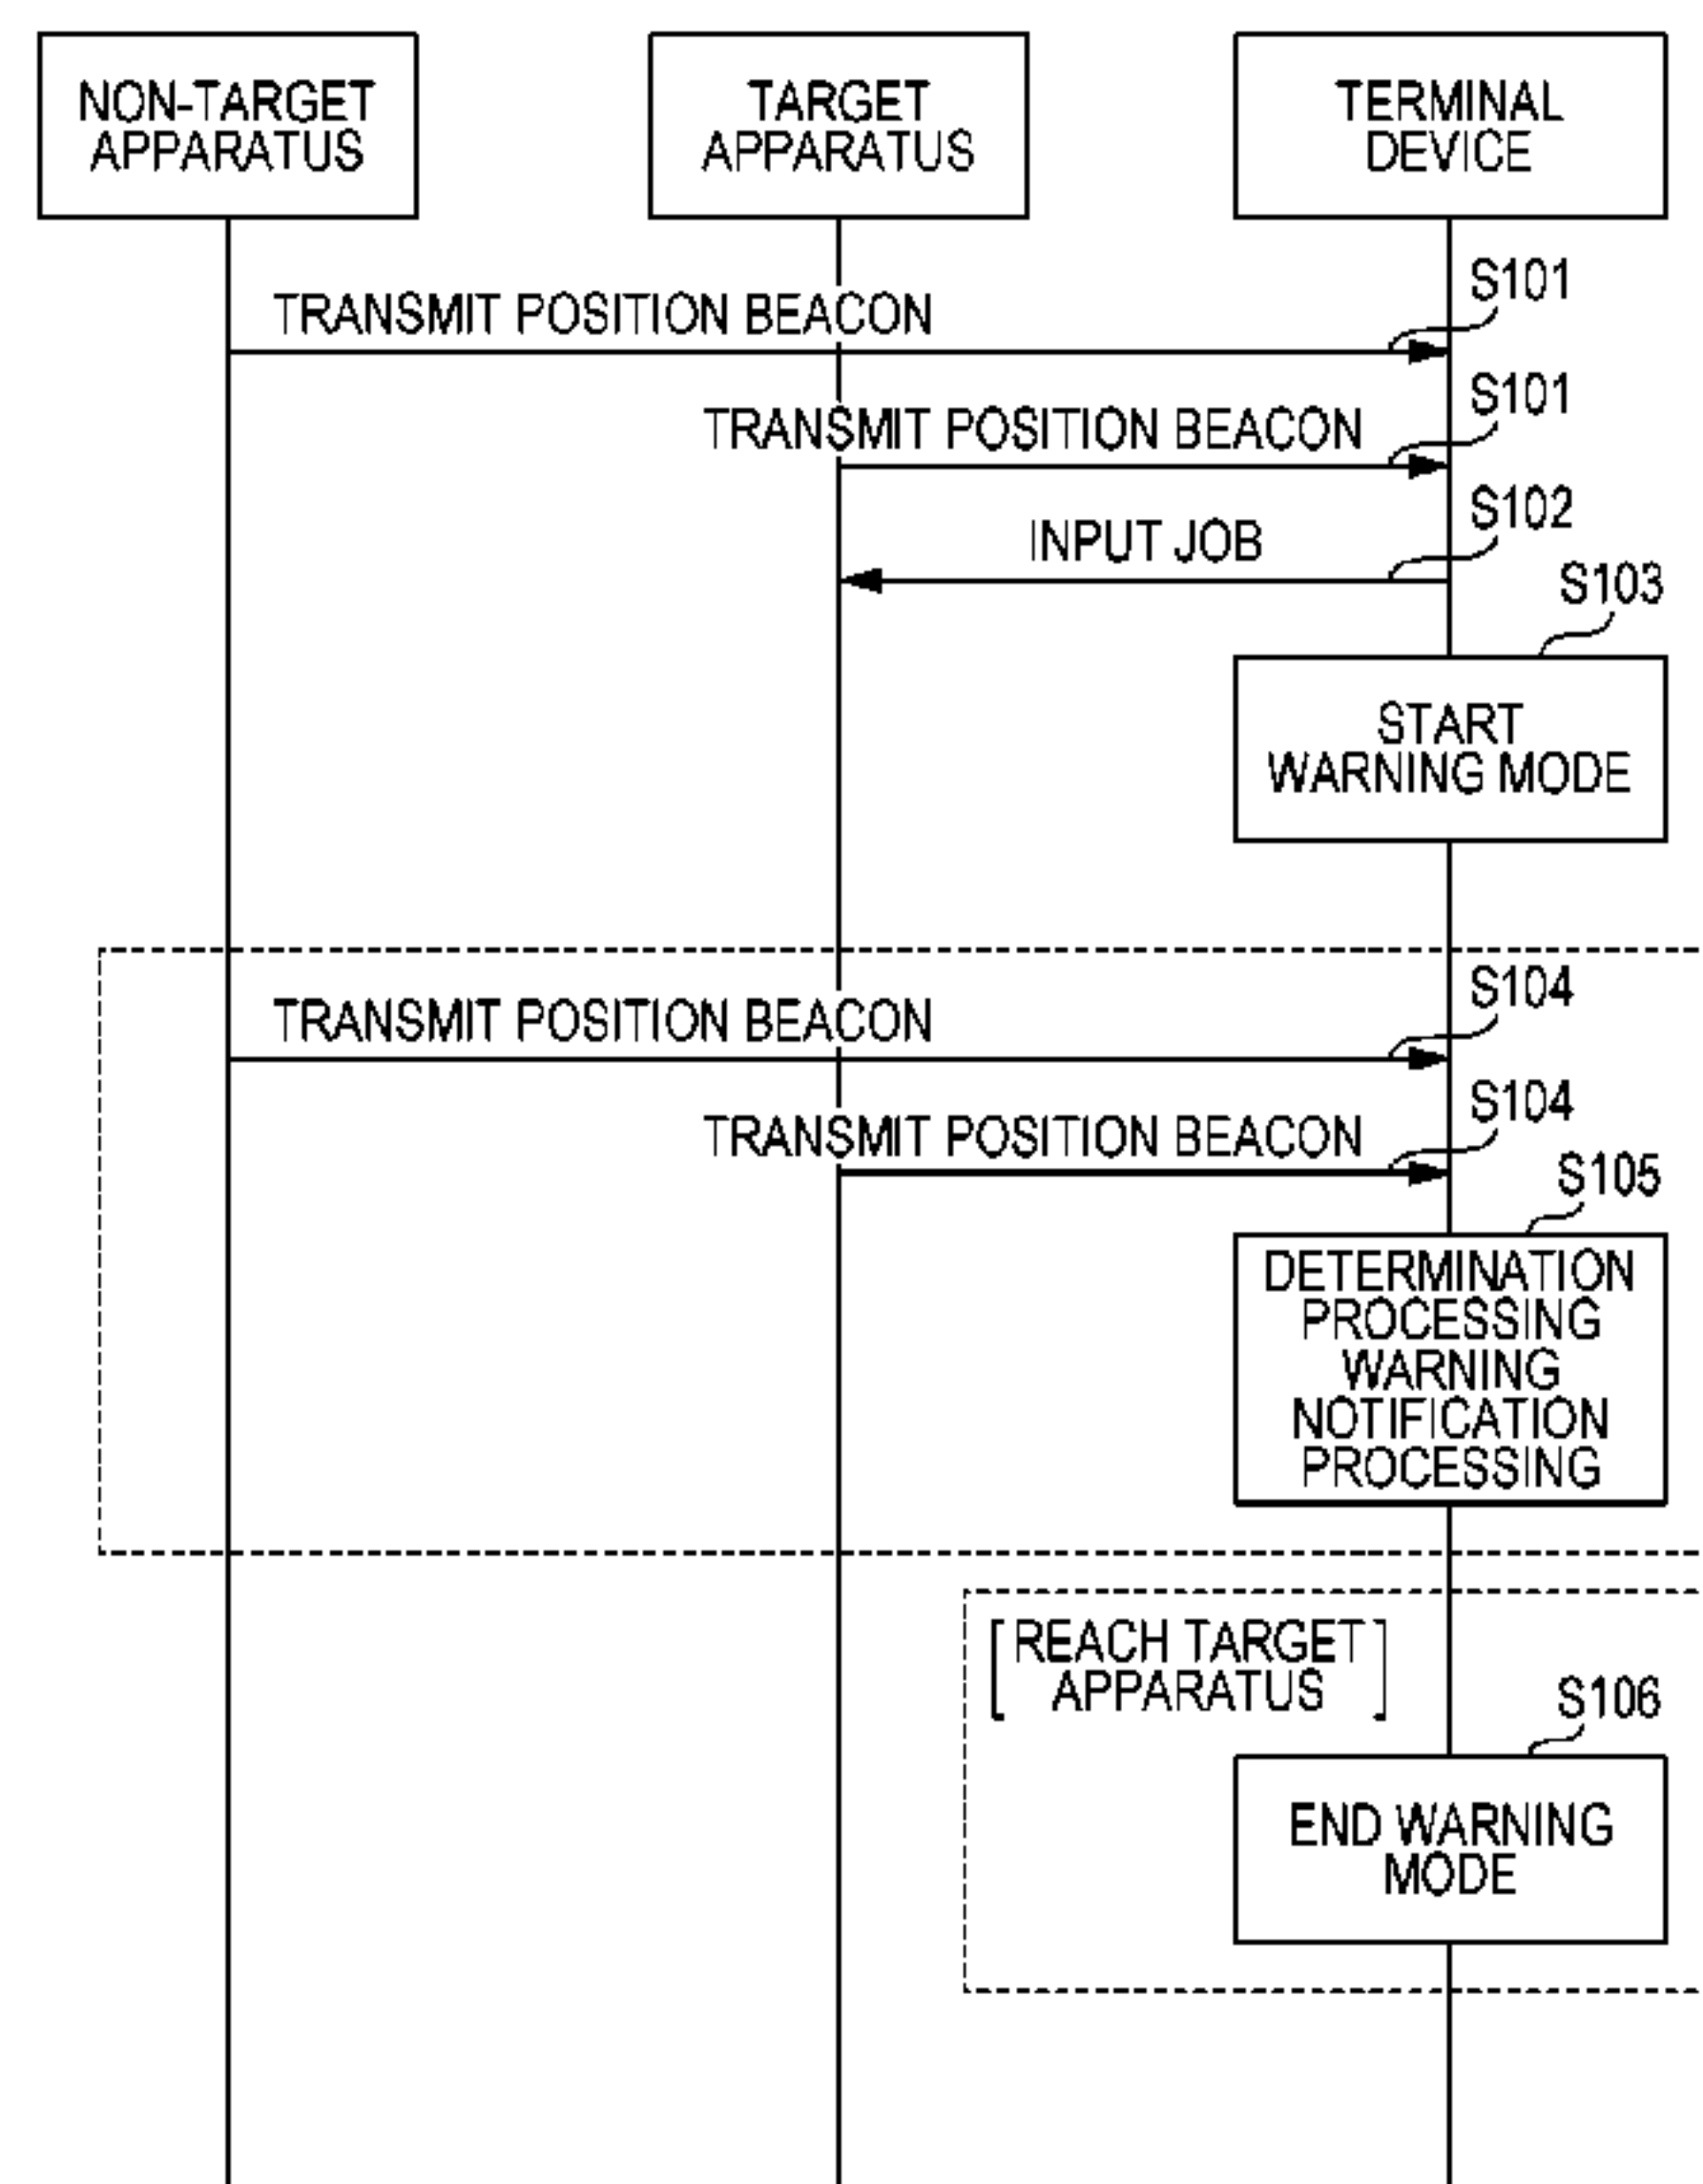 NON-TARGET
APPARATUS
TARGET
APPARATUS
TERMINAL
DEVICE
S101
TRANSMIT POSITION BEACON
S101
TRANSMIT POSITION BEACON
S102
INPUT JOB
S103
START
WARNING MODE
S104
TRANSMIT POSITION BEACON
S104
TRANSMIT POSITION BEACON
S105
DETERMINATION
PROCESSING
WARNING
NOTIFICATION
PROCESSING
REACH TARGET
APPARATUS
S106
END WARNING
MODE